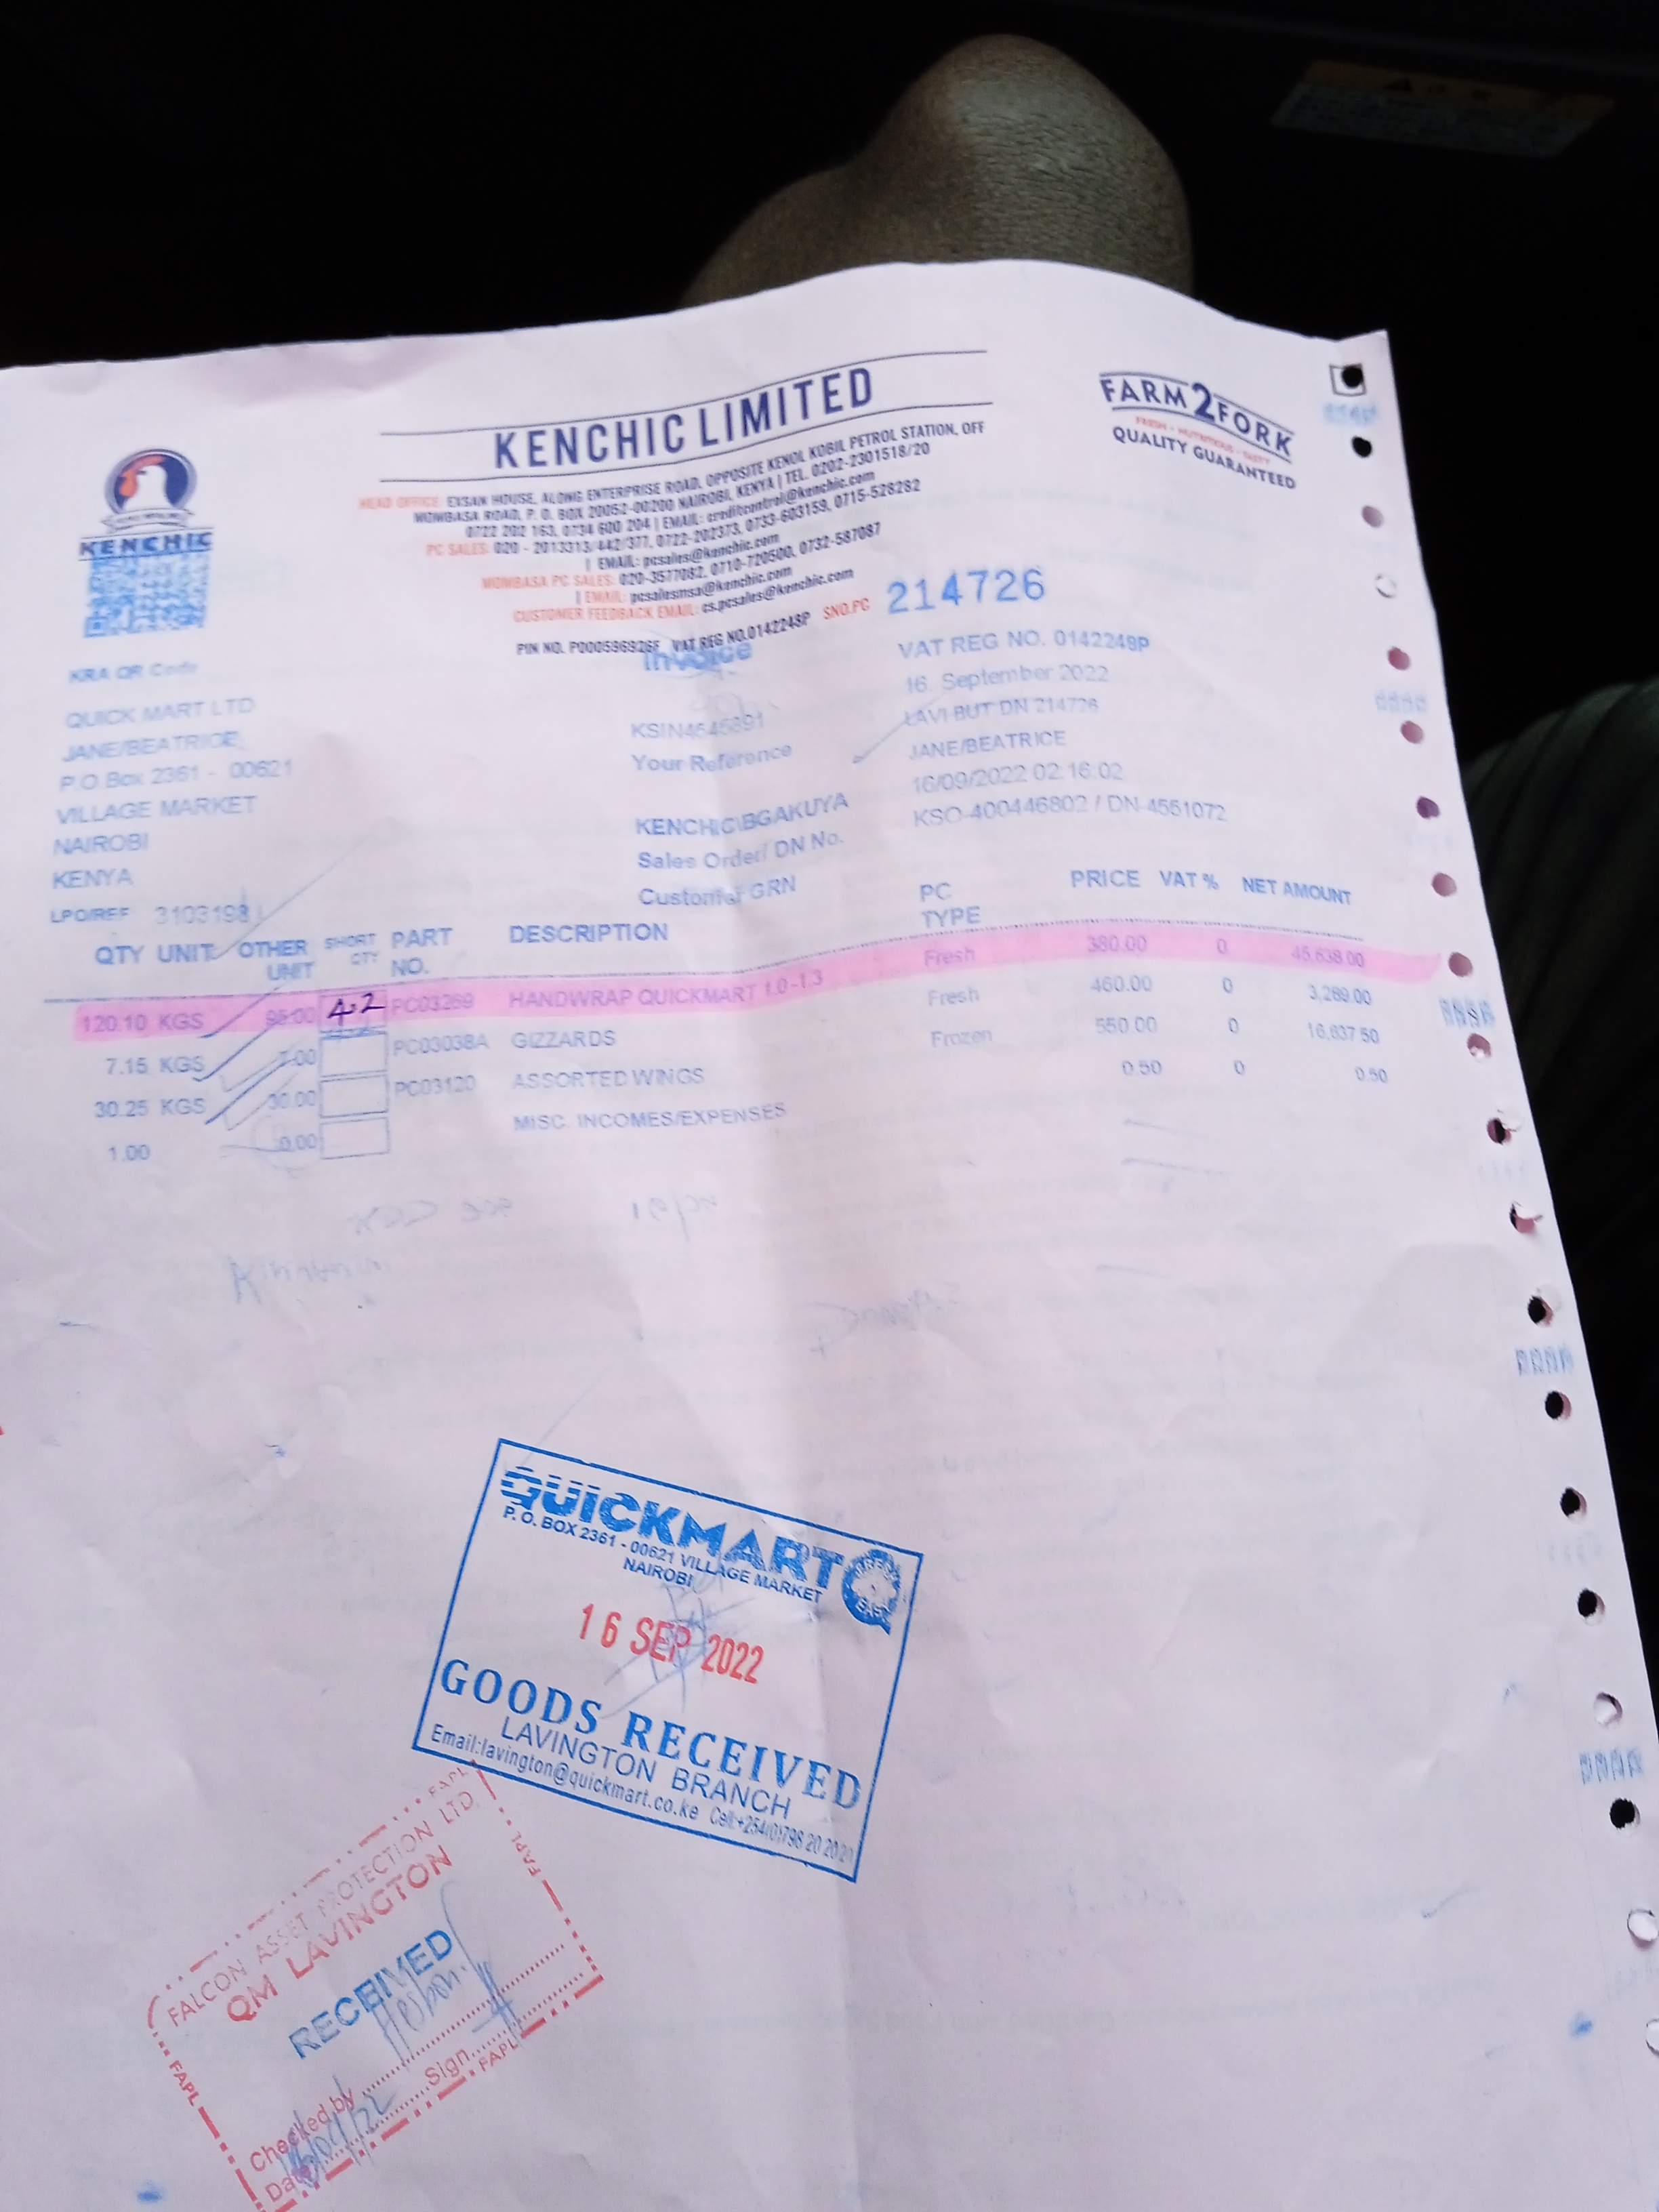 KENCHIC LIMITED
HEAD OFFICE: EXSAN HOUSE, ALONG ENTERPRISE ROAD, OPPOSITE KENOL KOBIL PETROL STATION, OFF
MOMBASA ROAD, P. O. BOX 20052-00200 NAIROBI, KENYA | TEL. 0202-2301518/20
0722 202 163, 0734 600 204 | EMAIL: creditcontrol@kenchic.com
PC SALES: 020 - 2013313/442/377, 0722-202373, 0733-603159, 0715-528282
| EMAIL: pcsales@kenchic.com
MOMBASA PC SALES: 020-3577082, 0710-720500, 0732-587087
| EMAIL: pcsalesmsa@kenchic.com
CUSTOMER FEEDBACK EMAIL: cs.pcsales@kenchic.com
PIN NO. P000596926F VAT REG NO.0142248P SNO.PC 214726
FARM2FORK
FRESH - NUTRITIOUS - TASTY
QUALITY GUARANTEED
KENCHIC
KRA QR Code
Invoice
QUICK MART LTD
JANE/BEATRICE
P.O.Box 2361 - 00621
VILLAGE MARKET
NAIROBI
KENYA
LPO/REF 3103198
KSIN4646891
Your Reference
KENCHIC\BGAKUYA
Sales Order/ DN No.
Customer GRN
VAT REG NO. 0142248P
16. September 2022
LAVI BUT DN 214726
JANE/BEATRICE
16/09/2022 02:16:02
KSO-400446802 / DN-4551072
QTY UNIT OTHER UNIT SHORT QTY PART NO. DESCRIPTION PC TYPE PRICE VAT % NET AMOUNT
120.10 KGS 95.00 4.2 PC03269 HANDWRAP QUICKMART 1.0-1.3 Fresh 380.00 0 45,638.00
7.15 KGS 7.00 PC03038A GIZZARDS Fresh 460.00 0 3,289.00
30.25 KGS 30.00 PC03120 ASSORTED WINGS Frozen 550.00 0 16,637.50
1.00 0.00 MISC. INCOMES/EXPENSES 0.50 0 0.50
QUICKMART
P. O. BOX 2361 - 00621 VILLAGE MARKET
NAIROBI
16 SEP 2022
GOODS RECEIVED
LAVINGTON BRANCH
Email:lavington@quickmart.co.ke Cell:+254(0)798 20 20 20
FALCON ASSET PROTECTION LTD
QM LAVINGTON
RECEIVED
Checked by
Sign
Date
FAPL
FAPL
FAPL
FAPL